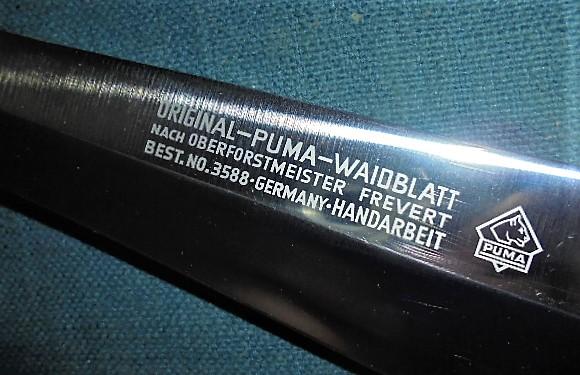 ORIGINAL-PUMA-WAIDBLATT
NACH OBERFORSTMEISTER FREVERT
BEST. NO. 3588·GERMANY·HANDARBEIT
PUMA